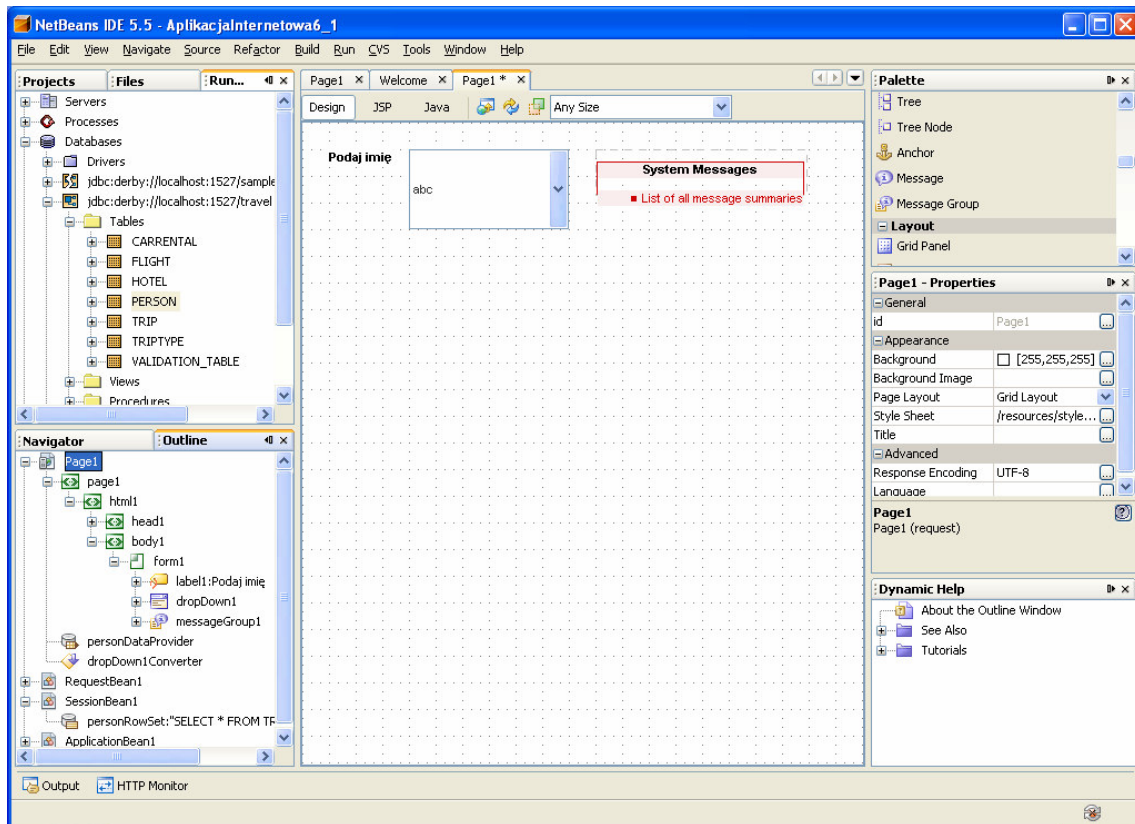 NetBeans IDE 5.5 - AplikacjaInternetowa6_1
File Edit View Navigate Source Refactor Build Run CVS Tools Window Help
Projects Files Run...
Servers
Processes
Databases
Drivers
jdbc:derby://localhost:1527/sample
jdbc:derby://localhost:1527/travel
Tables
CARRENTAL
FLIGHT
HOTEL
PERSON
TRIP
TRIPTYPE
VALIDATION_TABLE
Views
Procedures
Navigator Outline
Page1
page1
html1
head1
body1
form1
label1:Podaj imię
dropDown1
messageGroup1
personDataProvider
dropDown1Converter
RequestBean1
SessionBean1
personRowSet:"SELECT * FROM TR
ApplicationBean1
Page1 Welcome Page1 *
Design JSP Java Any Size
Podaj imię
abc
System Messages
List of all message summaries
Palette
Tree
Tree Node
Anchor
Message
Message Group
Layout
Grid Panel
Page1 - Properties
General
id Page1
Appearance
Background [255,255,255]
Background Image
Page Layout Grid Layout
Style Sheet /resources/style...
Title
Advanced
Response Encoding UTF-8
Language
Page1
Page1 (request)
Dynamic Help
About the Outline Window
See Also
Tutorials
Output HTTP Monitor